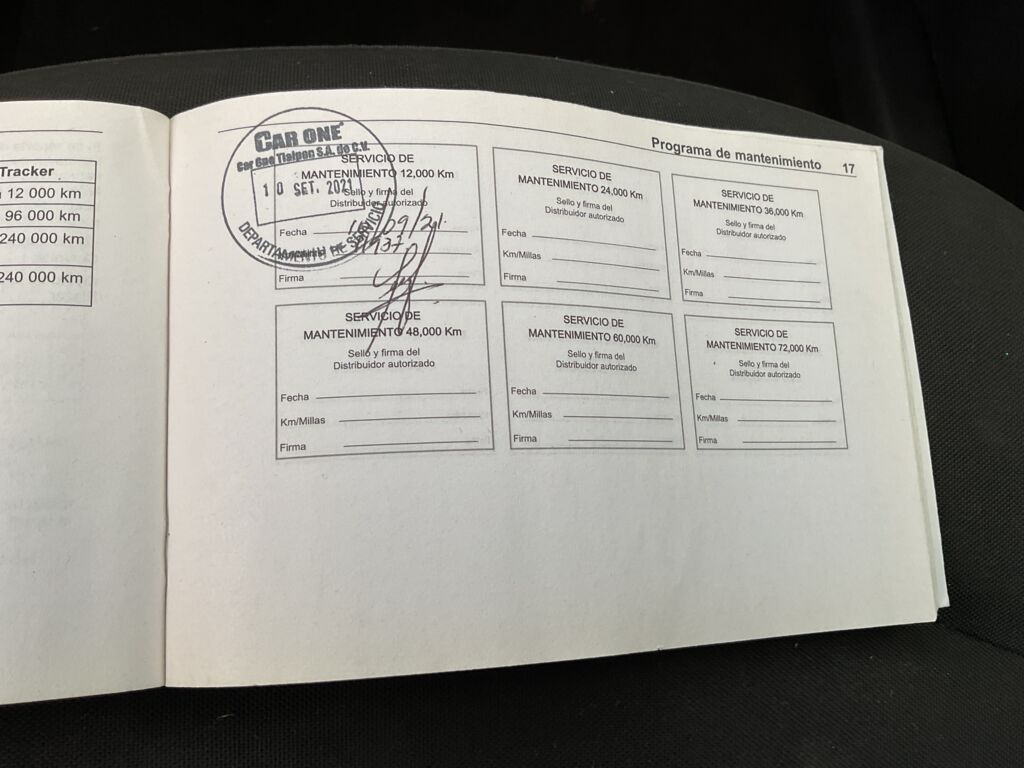 Tracker
12 000 km
96 000 km
240 000 km
240 000 km
Programa de mantenimiento 17
CAR ONE
Car One Tlalpan S.A. de C.V.
10 SET. 2021
DEPARTAMENTO DE SERVICIO
SERVICIO DE
MANTENIMIENTO 12,000 Km
Sello y firma del
Distribuidor autorizado
Fecha /09/21.
Firma
SERVICIO DE
MANTENIMIENTO 24,000 Km
Sello y firma del
Distribuidor autorizado
Fecha
Km/Millas
Firma
SERVICIO DE
MANTENIMIENTO 36,000 Km
Sello y firma del
Distribuidor autorizado
Fecha
Km/Millas
Firma
SERVICIO DE
MANTENIMIENTO 48,000 Km
Sello y firma del
Distribuidor autorizado
Fecha
Km/Millas
Firma
SERVICIO DE
MANTENIMIENTO 60,000 Km
Sello y firma del
Distribuidor autorizado
Fecha
Km/Millas
Firma
SERVICIO DE
MANTENIMIENTO 72,000 Km
Sello y firma del
Distribuidor autorizado
Fecha
Km/Millas
Firma